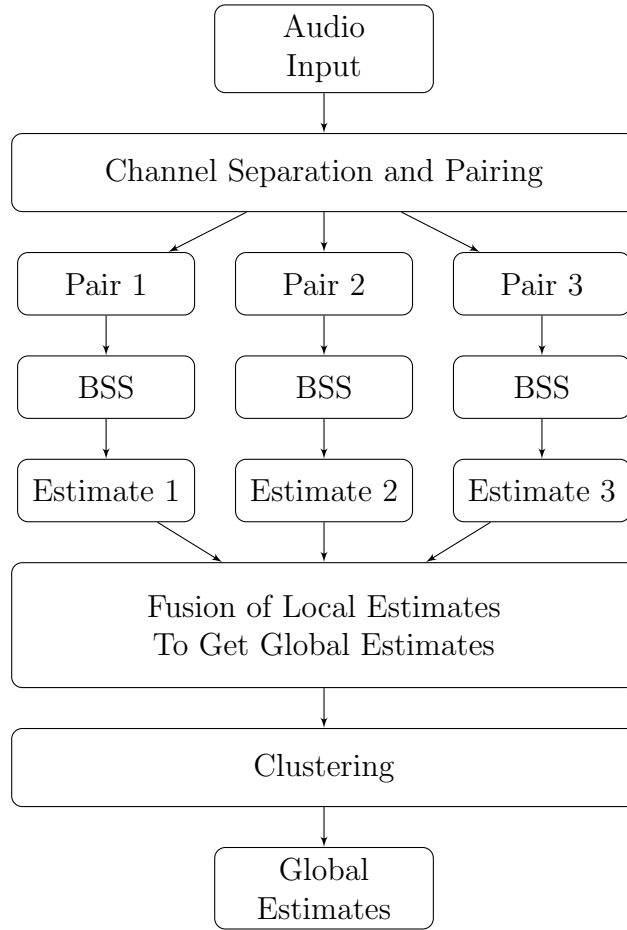 Audio
Input
Channel Separation and Pairing
Pair 1
Pair 2
Pair 3
BSS
BSS
BSS
Estimate 1
Estimate 2
Estimate 3
Fusion of Local Estimates
To Get Global Estimates
Clustering
Global
Estimates